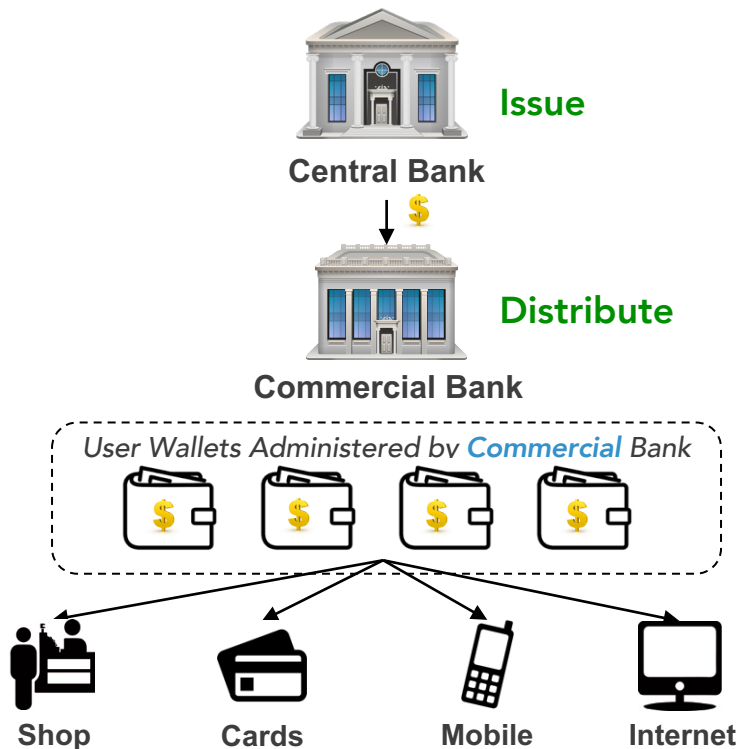 Issue
Central Bank
$
Distribute
Commercial Bank
User Wallets Administered by Commercial Bank
$ $ $ $
Shop Cards Mobile Internet